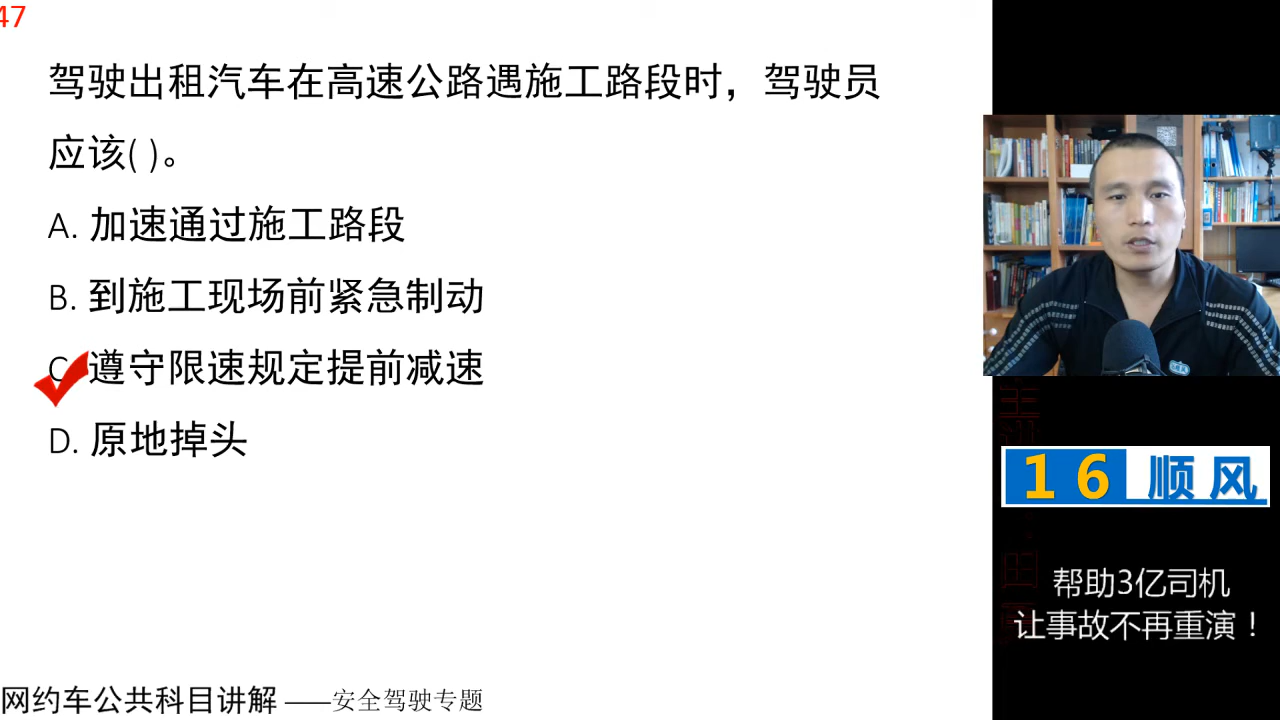 47
驾驶出租汽车在高速公路遇施工路段时，驾驶员
应该( )。
A. 加速通过施工路段
B. 到施工现场前紧急制动
C. 遵守限速规定提前减速
D. 原地掉头
16 顺风
帮助3亿司机
让事故不再重演！
网约车公共科目讲解 ——安全驾驶专题